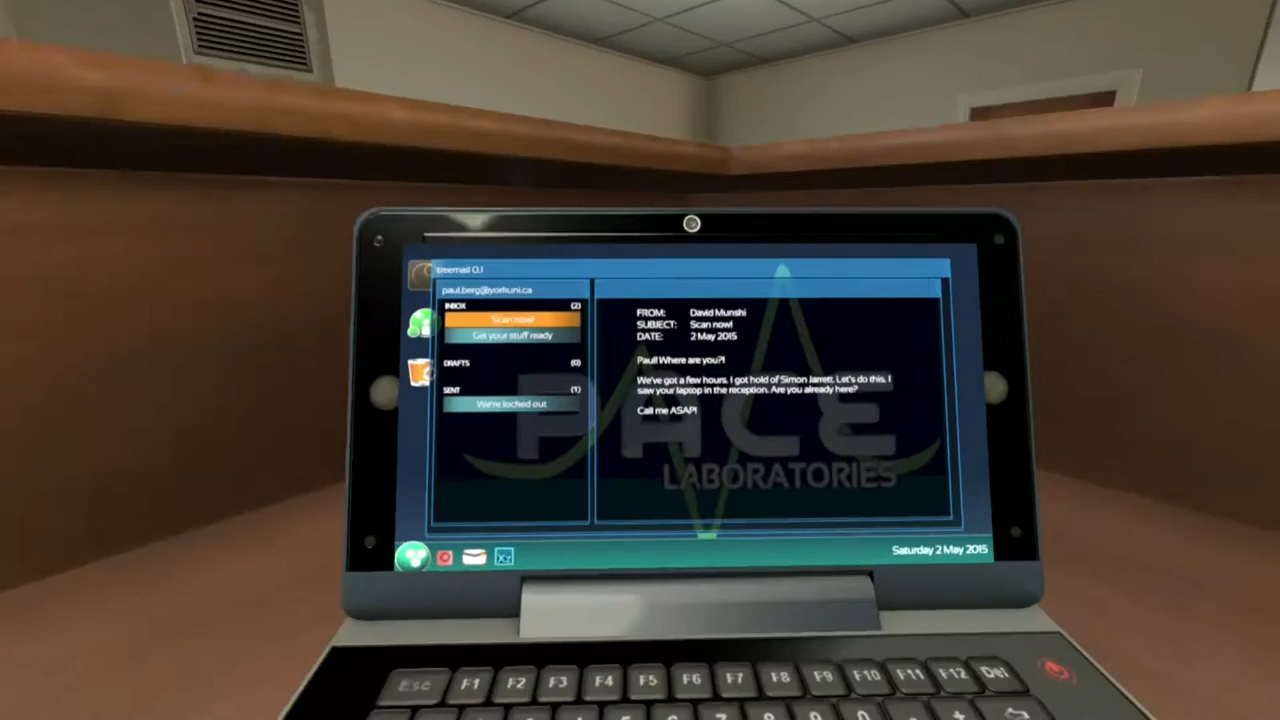 treemail 0.1
paul.berg@yorkuni.ca
INBOX (2)
Scan now!
Get your stuff ready
DRAFTS (0)
SENT (1)
We're locked out
FROM: David Munshi
SUBJECT: Scan now!
DATE: 2 May 2015
Paul! Where are you?!
We've got a few hours. I got hold of Simon Jarrett. Let's do this. I
saw your laptop in the reception. Are you already here?
Call me ASAP!
PACE
LABORATORIES
Saturday 2 May 2015
Esc F1 F2 F3 F4 F5 F6 F7 F8 F9 F10 F11 F12 Del